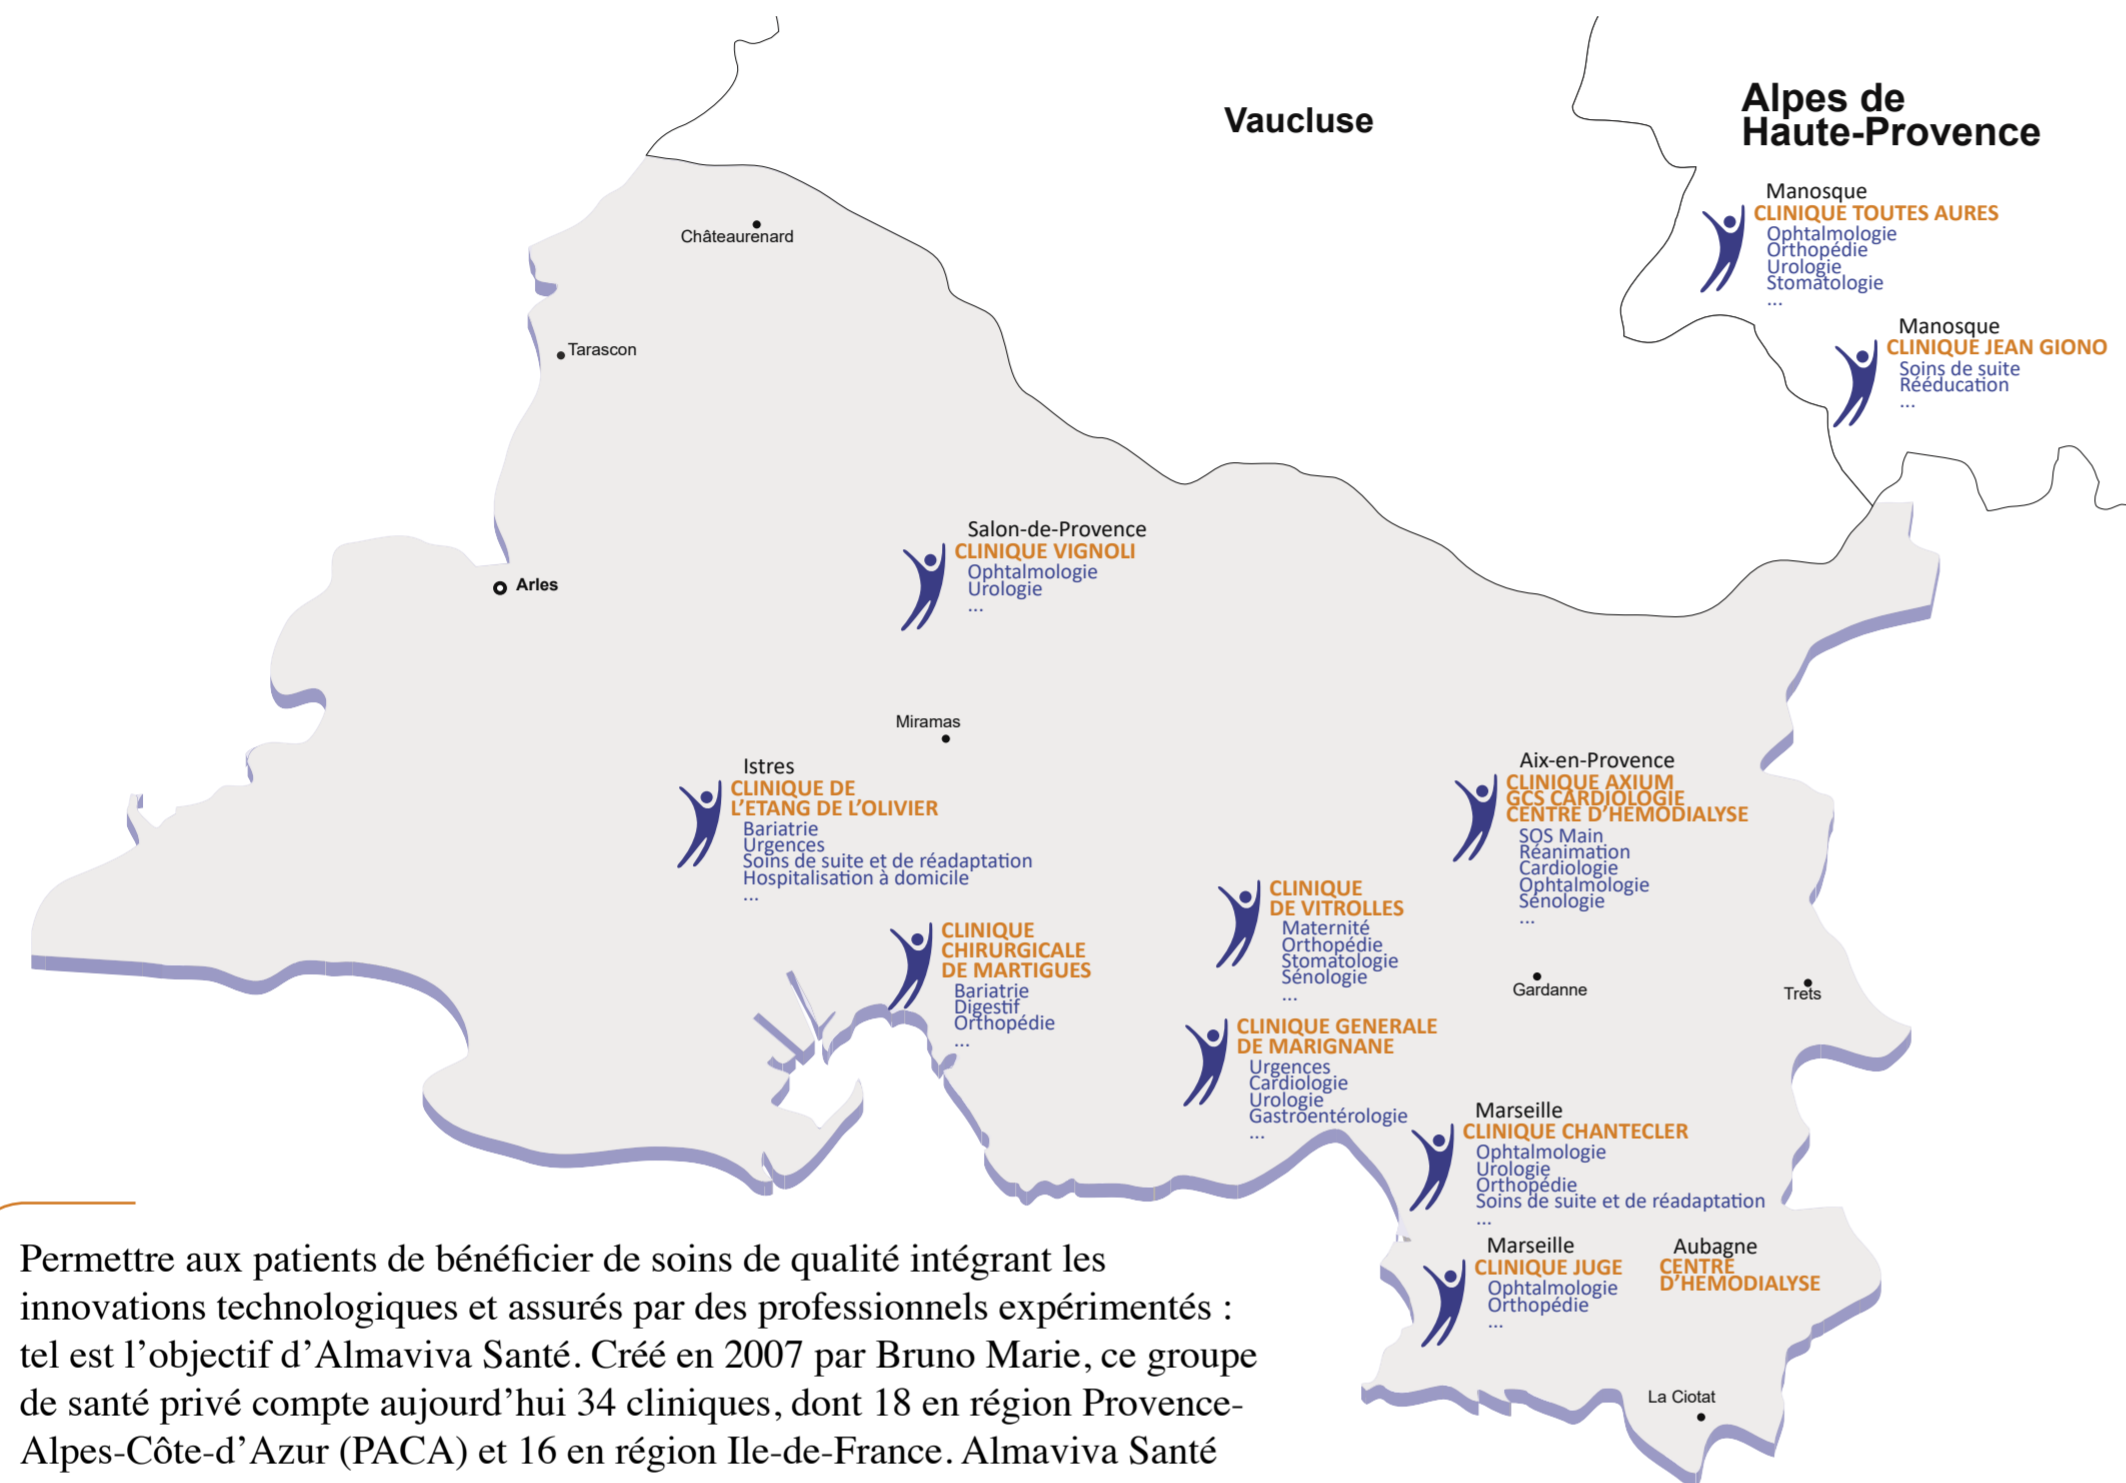 Vaucluse
Alpes de
Haute-Provence
Manosque
CLINIQUE TOUTES AURES
Ophtalmologie
Orthopédie
Urologie
Stomatologie
...
Manosque
CLINIQUE JEAN GIONO
Soins de suite
Rééducation
...
Châteaurenard
Tarascon
Arles
Salon-de-Provence
CLINIQUE VIGNOLI
Ophtalmologie
Urologie
...
Miramas
Istres
CLINIQUE DE
L'ETANG DE L'OLIVIER
Bariatrie
Urgences
Soins de suite et de réadaptation
Hospitalisation à domicile
...
Aix-en-Provence
CLINIQUE AXIUM
GCS CARDIOLOGIE
CENTRE D'HEMODIALYSE
SOS Main
Réanimation
Cardiologie
Ophtalmologie
Sénologie
...
CLINIQUE
DE VITROLLES
Maternité
Orthopédie
Stomatologie
Sénologie
...
CLINIQUE
CHIRURGICALE
DE MARTIGUES
Bariatrie
Digestif
Orthopédie
...
Gardanne
Trets
CLINIQUE GENERALE
DE MARIGNANE
Urgences
Cardiologie
Urologie
Gastroentérologie
...
Marseille
CLINIQUE CHANTECLER
Ophtalmologie
Urologie
Orthopédie
Soins de suite et de réadaptation
...
Marseille
CLINIQUE JUGE
Ophtalmologie
Orthopédie
...
Aubagne
CENTRE
D'HEMODIALYSE
La Ciotat
Permettre aux patients de bénéficier de soins de qualité intégrant les
innovations technologiques et assurés par des professionnels expérimentés :
tel est l'objectif d'Almaviva Santé. Créé en 2007 par Bruno Marie, ce groupe
de santé privé compte aujourd'hui 34 cliniques, dont 18 en région Provence-
Alpes-Côte-d'Azur (PACA) et 16 en région Ile-de-France. Almaviva Santé